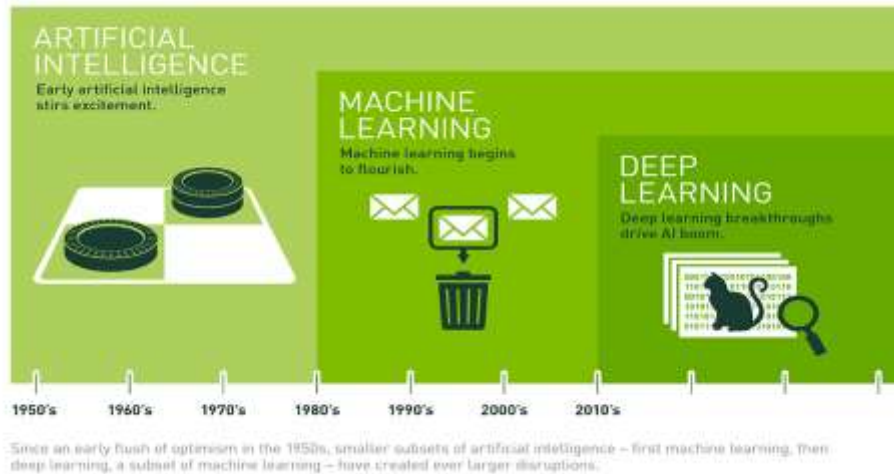 ARTIFICIAL
INTELLIGENCE
Early artificial intelligence
stirs excitement.
MACHINE
LEARNING
Machine learning begins
to flourish.
DEEP
LEARNING
Deep learning breakthroughs
drive AI boom.
1950's 1960's 1970's 1980's 1990's 2000's 2010's
Since an early flush of optimism in the 1950s, smaller subsets of artificial intelligence – first machine learning, then
deep learning, a subset of machine learning – have created ever larger disruptions.